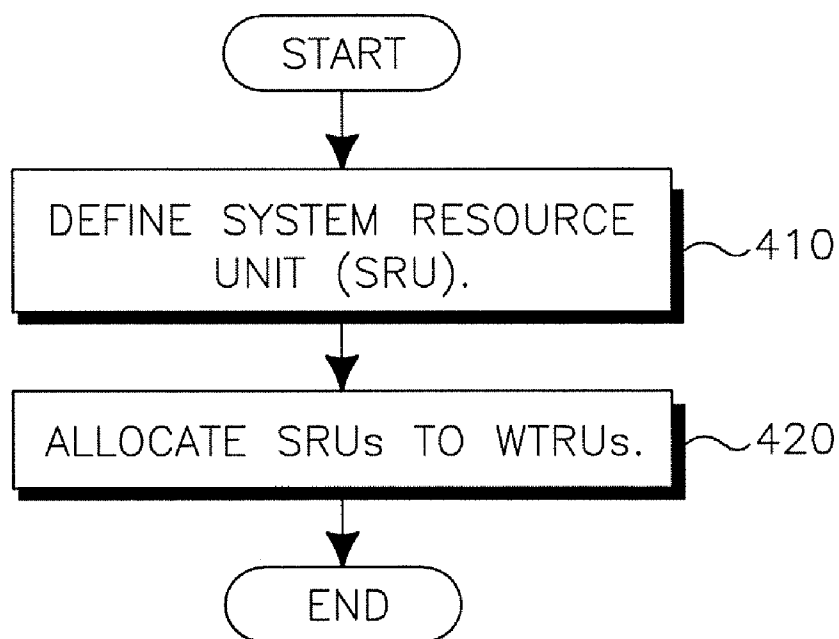 START
DEFINE SYSTEM RESOURCE
UNIT (SRU).
410
ALLOCATE SRUs TO WTRUs.
420
END